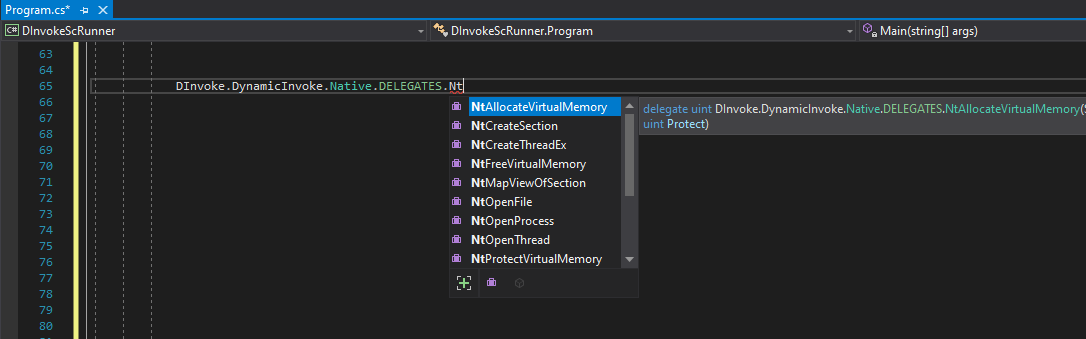 Program.cs*
DInvokeScRunner
DInvokeScRunner.Program
Main(string[] args)
63
64
65 DInvoke.DynamicInvoke.Native.DELEGATES.Nt
66
67
68
69
70
71
72
73
74
75
76
77
78
79
80
NtAllocateVirtualMemory
NtCreateSection
NtCreateThreadEx
NtFreeVirtualMemory
NtMapViewOfSection
NtOpenFile
NtOpenProcess
NtOpenThread
NtProtectVirtualMemory
delegate uint DInvoke.DynamicInvoke.Native.DELEGATES.NtAllocateVirtualMemory(
uint Protect)